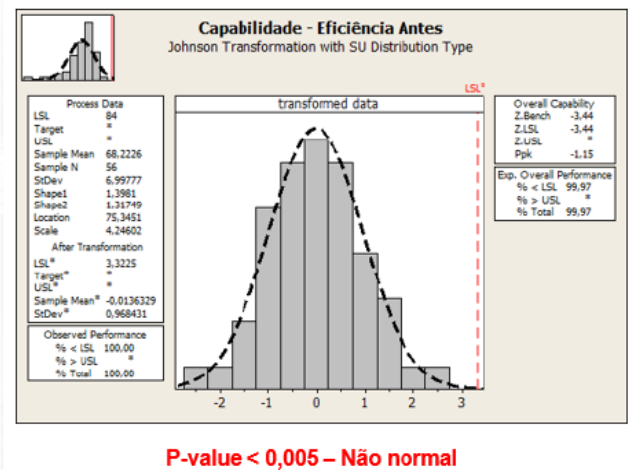 Capabilidade - Eficiência Antes
Johnson Transformation with SU Distribution Type
Process Data
LSL 84
Target *
USL *
Sample Mean 68,2226
Sample N 56
StDev 6,99777
Shape1 1,3981
Shape2 1,31749
Location 75,3451
Scale 4,24602
After Transformation
LSL* 3,3225
Target* *
USL* *
Sample Mean* -0,0136329
StDev* 0,968431
Observed Performance
% < LSL 100,00
% > USL *
% Total 100,00
transformed data
LSL*
-2 -1 0 1 2 3
Overall Capability
Z.Bench -3,44
Z.LSL -3,44
Z.USL *
Ppk -1,15
Exp. Overall Performance
% < LSL 99,97
% > USL *
% Total 99,97
P-value < 0,005 – Não normal